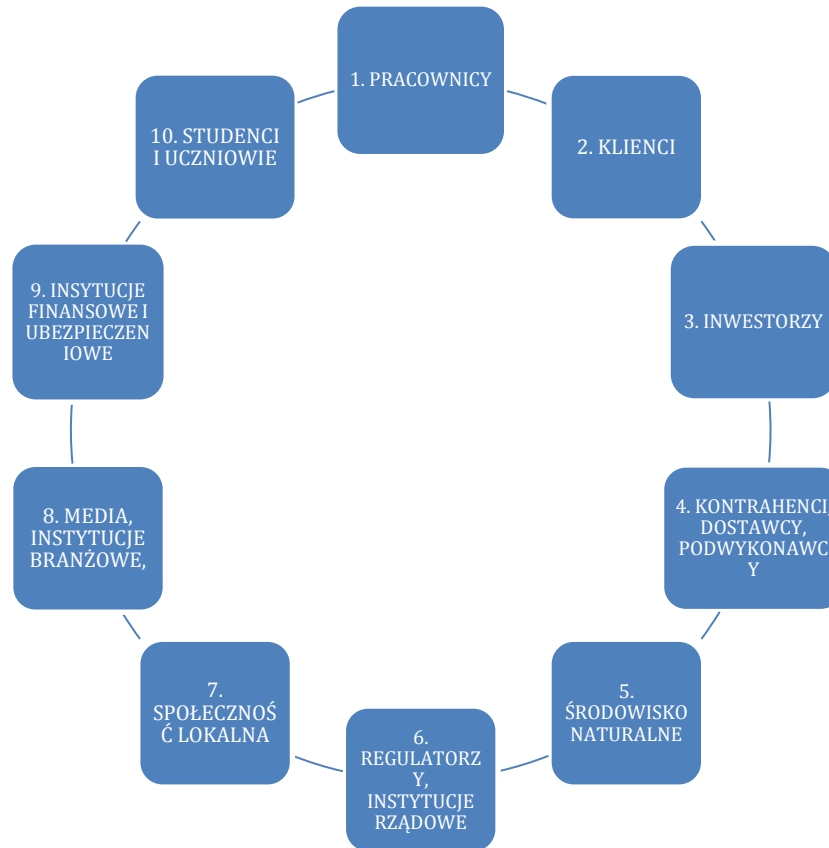 1. PRACOWNICY
2. KLIENCI
3. INWESTORZY
4. KONTRAHENCI,
DOSTAWCY,
PODWYKONAWC
Y
5.
ŚRODOWISKO
NATURALNE
6.
REGULATORZ
Y,
INSTYTUCJE
RZĄDOWE
7.
SPOŁECZNOŚ
Ć LOKALNA
8. MEDIA,
INSTYTUCJE
BRANŻOWE,
9. INSYTUCJE
FINANSOWE I
UBEZPIECZEN
IOWE
10. STUDENCI
I UCZNIOWIE